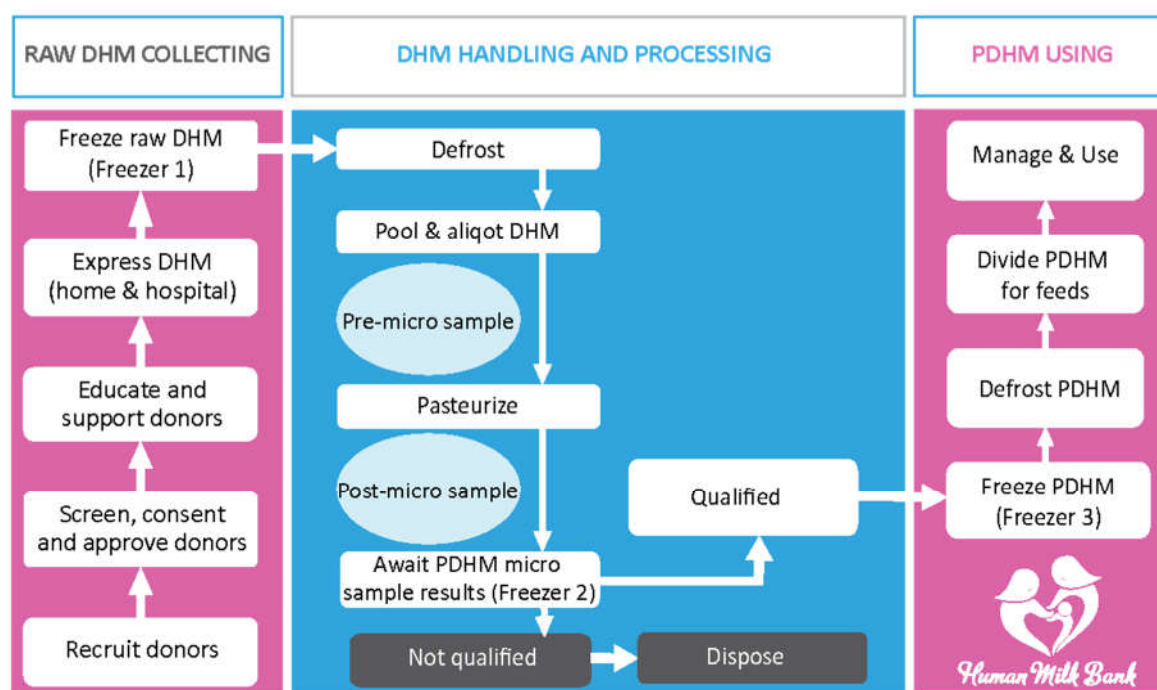 RAW DHM COLLECTING
DHM HANDLING AND PROCESSING
PDHM USING
Freeze raw DHM
(Freezer 1)
Express DHM
(home & hospital)
Educate and
support donors
Screen, consent
and approve donors
Recruit donors
Defrost
Pool & aliqot DHM
Pre-micro sample
Pasteurize
Post-micro sample
Await PDHM micro
sample results (Freezer 2)
Not qualified
Dispose
Qualified
Manage & Use
Divide PDHM
for feeds
Defrost PDHM
Freeze PDHM
(Freezer 3)
Human Milk Bank